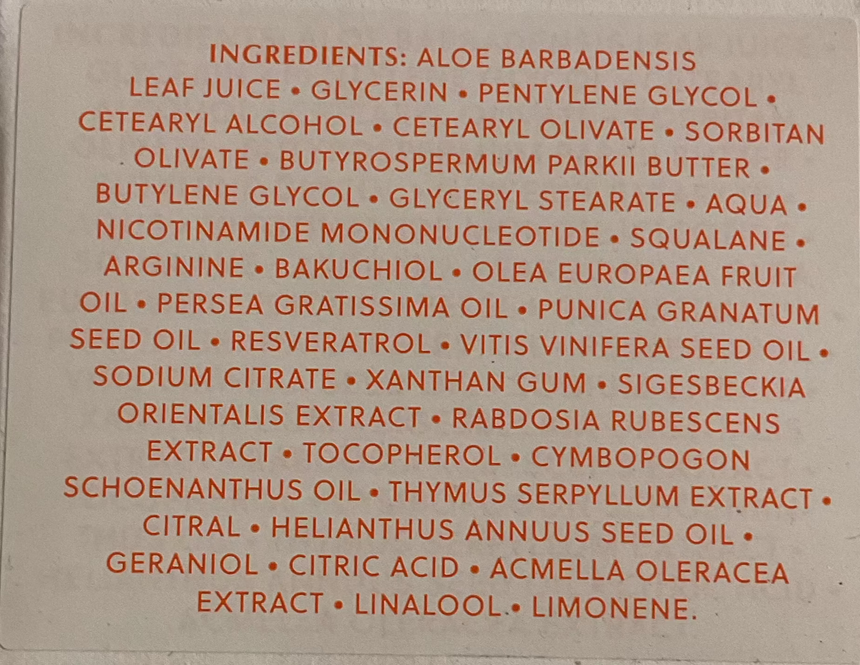 INGREDIENTS: ALOE BARBADENSIS
LEAF JUICE • GLYCERIN • PENTYLENE GLYCOL •
CETEARYL ALCOHOL • CETEARYL OLIVATE • SORBITAN
OLIVATE • BUTYROSPERMUM PARKII BUTTER •
BUTYLENE GLYCOL • GLYCERYL STEARATE • AQUA •
NICOTINAMIDE MONONUCLEOTIDE • SQUALANE •
ARGININE • BAKUCHIOL • OLEA EUROPAEA FRUIT
OIL • PERSEA GRATISSIMA OIL • PUNICA GRANATUM
SEED OIL • RESVERATROL • VITIS VINIFERA SEED OIL •
SODIUM CITRATE • XANTHAN GUM • SIGESBECKIA
ORIENTALIS EXTRACT • RABDOSIA RUBESCENS
EXTRACT • TOCOPHEROL • CYMBOPOGON
SCHOENANTHUS OIL • THYMUS SERPYLLUM EXTRACT •
CITRAL • HELIANTHUS ANNUUS SEED OIL •
GERANIOL • CITRIC ACID • ACMELLA OLERACEA
EXTRACT • LINALOOL • LIMONENE.